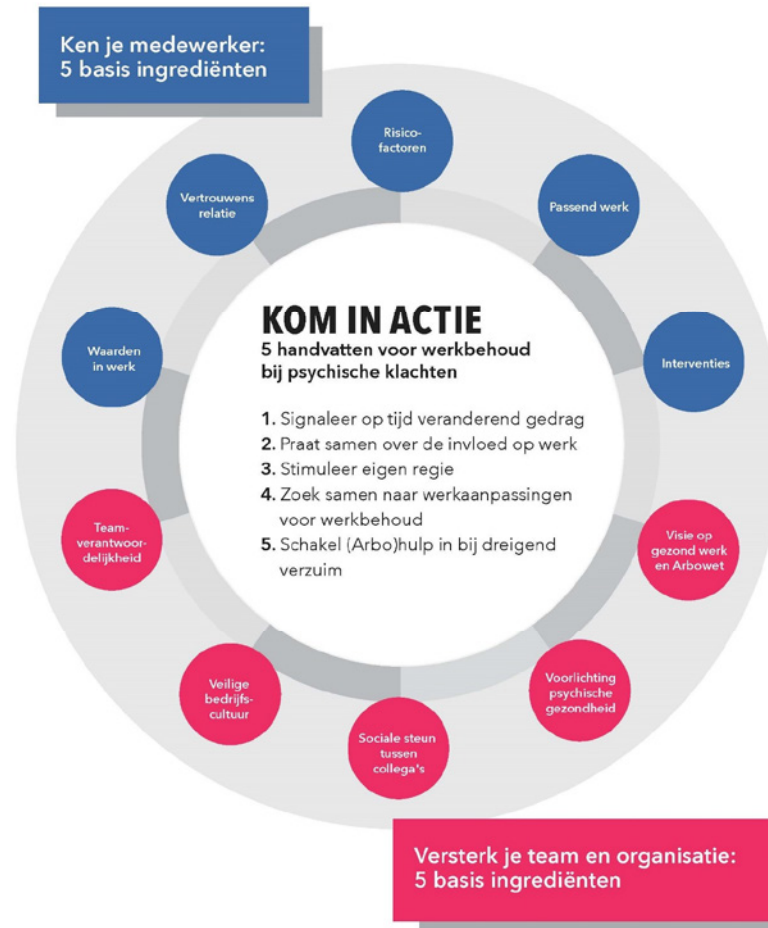 Ken je medewerker:
5 basis ingrediënten
Risico-
factoren
Vertrouwens
relatie
Passend werk
Waarden
in werk
Interventies
KOM IN ACTIE
5 handvatten voor werkbehoud
bij psychische klachten
1. Signaleer op tijd veranderend gedrag
2. Praat samen over de invloed op werk
3. Stimuleer eigen regie
4. Zoek samen naar werkaanpassingen
voor werkbehoud
5. Schakel (Arbo)hulp in bij dreigend
verzuim
Team-
verantwoor-
delijkheid
Visie op
gezond werk
en Arbowet
Veilige
bedrijfs-
cultuur
Voorlichting
psychische
gezondheid
Sociale steun
tussen
collega's
Versterk je team en organisatie:
5 basis ingrediënten